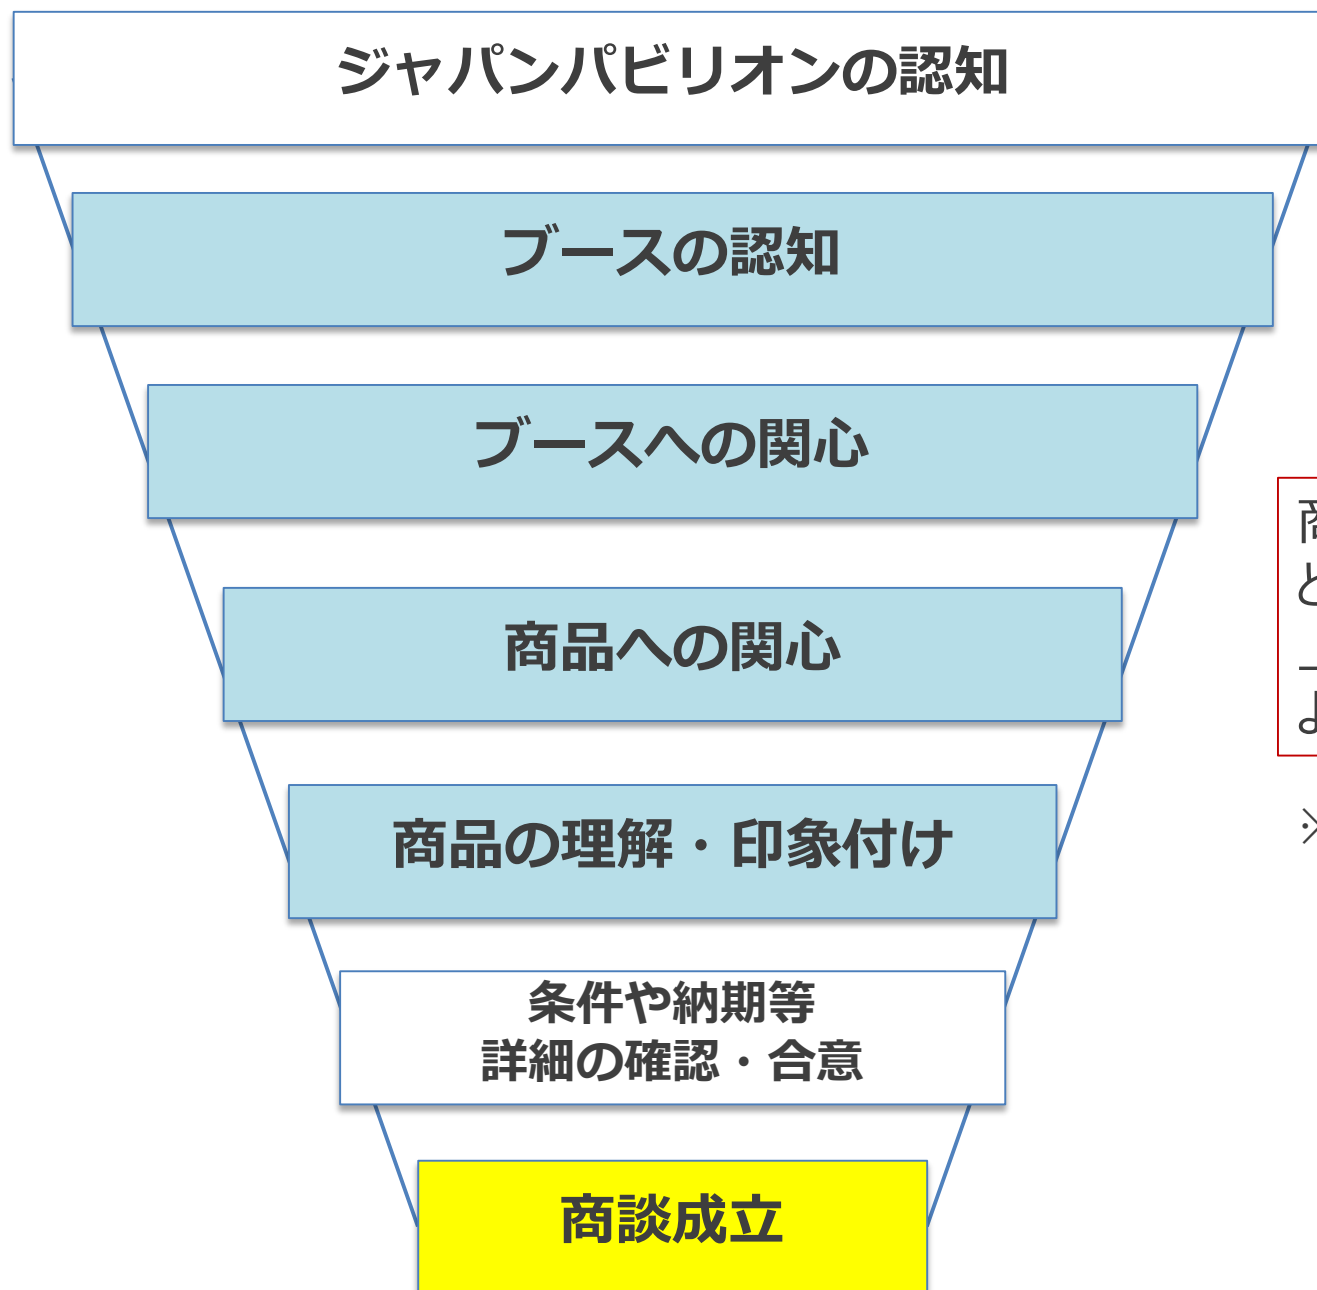 ジャパンパビリオンの認知
ブースの認知
ブースへの関心
商品への関心
商品の理解・印象付け
条件や納期等
詳細の確認・合意
商談成立
※